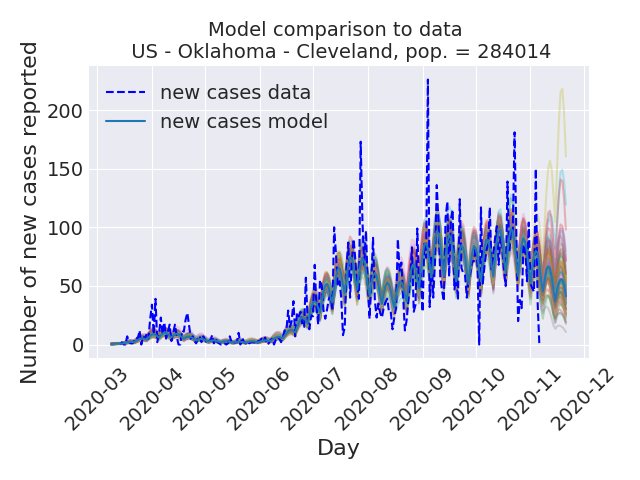 Model comparison to data
US - Oklahoma - Cleveland, pop. = 284014
Number of new cases reported
new cases data
new cases model
200
150
100
50
0
2020-03
2020-04
2020-05
2020-06
2020-07
2020-08
2020-09
2020-10
2020-11
2020-12
Day